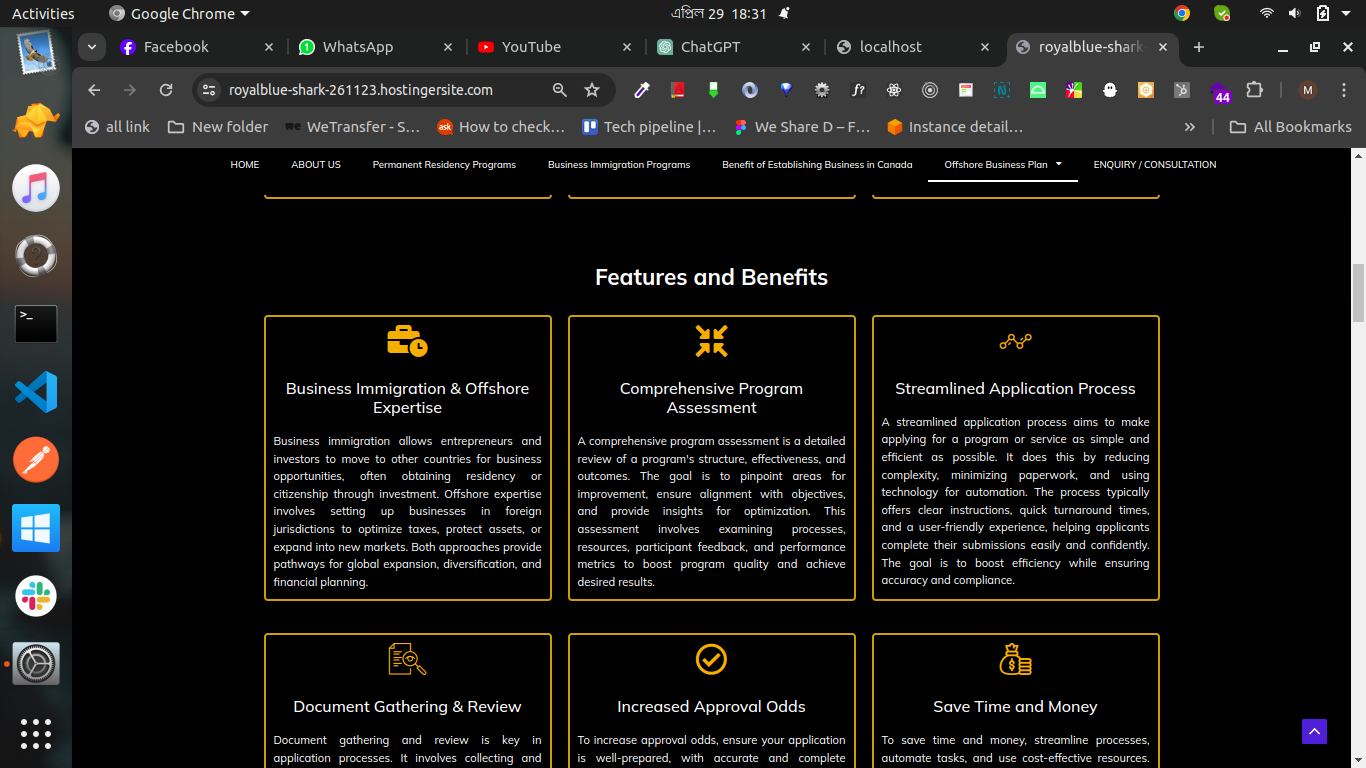 Activities
Google Chrome
এপ্রিল 29 18:31
Facebook
WhatsApp
YouTube
ChatGPT
localhost
royalblue-shark
royalblue-shark-261123.hostingersite.com
44
M
all link
New folder
WeTransfer - S…
How to check…
Tech pipeline |…
We Share D – F…
Instance detail…
All Bookmarks
HOME
ABOUT US
Permanent Residency Programs
Business Immigration Programs
Benefit of Establishing Business in Canada
Offshore Business Plan
ENQUIRY / CONSULTATION
Features and Benefits
Business Immigration & Offshore
Expertise
Business immigration allows entrepreneurs and
investors to move to other countries for business
opportunities, often obtaining residency or
citizenship through investment. Offshore expertise
involves setting up businesses in foreign
jurisdictions to optimize taxes, protect assets, or
expand into new markets. Both approaches provide
pathways for global expansion, diversification, and
financial planning.
Comprehensive Program
Assessment
A comprehensive program assessment is a detailed
review of a program's structure, effectiveness, and
outcomes. The goal is to pinpoint areas for
improvement, ensure alignment with objectives,
and provide insights for optimization. This
assessment involves examining processes,
resources, participant feedback, and performance
metrics to boost program quality and achieve
desired results.
Streamlined Application Process
A streamlined application process aims to make
applying for a program or service as simple and
efficient as possible. It does this by reducing
complexity, minimizing paperwork, and using
technology for automation. The process typically
offers clear instructions, quick turnaround times,
and a user-friendly experience, helping applicants
complete their submissions easily and confidently.
The goal is to boost efficiency while ensuring
accuracy and compliance.
Document Gathering & Review
Document gathering and review is key in
application processes. It involves collecting and
Increased Approval Odds
To increase approval odds, ensure your application
is well-prepared, with accurate and complete
Save Time and Money
To save time and money, streamline processes,
automate tasks, and use cost-effective resources.